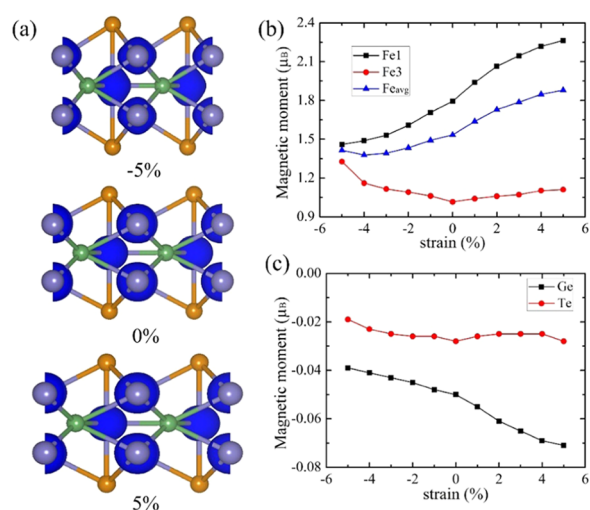 (a)
-5%
0%
5%
(b)
Magnetic moment (μB)
2.4
2.1
1.8
1.5
1.2
0.9
Fe1
Fe3
Feavg
-6 -4 -2 0 2 4 6
strain (%)
(c)
Magnetic moment (μB)
0.00
-0.02
-0.04
-0.06
-0.08
Ge
Te
-6 -4 -2 0 2 4 6
strain (%)